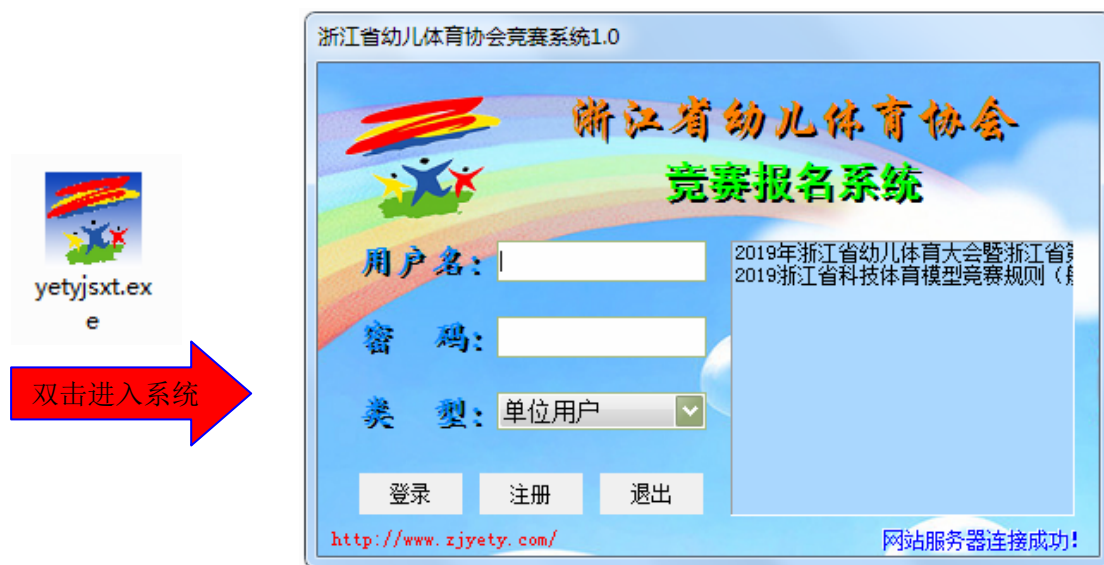 浙江省幼儿体育协会竞赛系统1.0
浙江省幼儿体育协会
竞赛报名系统
yetyjsxt.ex
e
双击进入系统
用户名：
2019年浙江省幼儿体育大会暨浙江省
2019浙江省科技体育模型竞赛规则（
密 码：
类 型：
单位用户
登录
注册
退出
http://www.zjyety.com/
网站服务器连接成功!